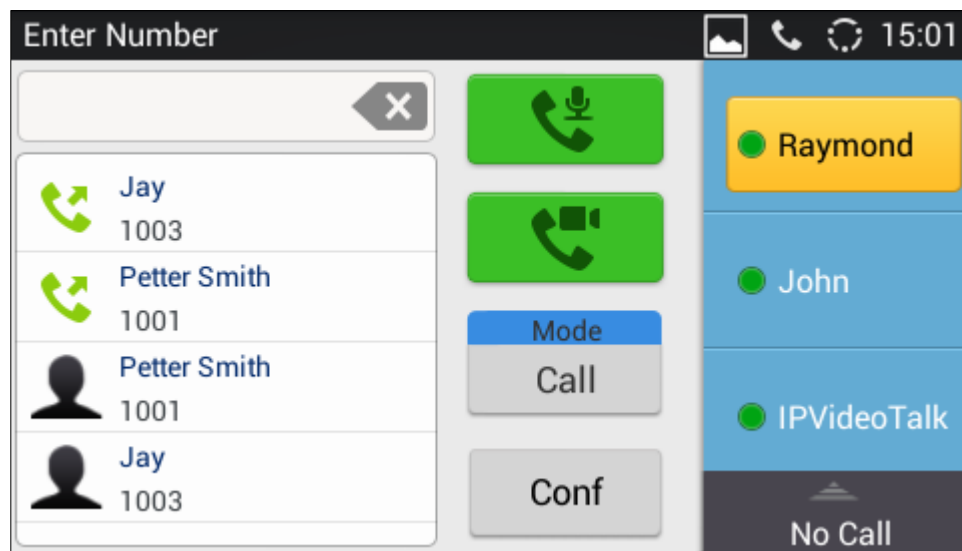 Enter Number
15:01
Jay
1003
Petter Smith
1001
Petter Smith
1001
Jay
1003
Mode
Call
Conf
Raymond
John
IPVideoTalk
No Call